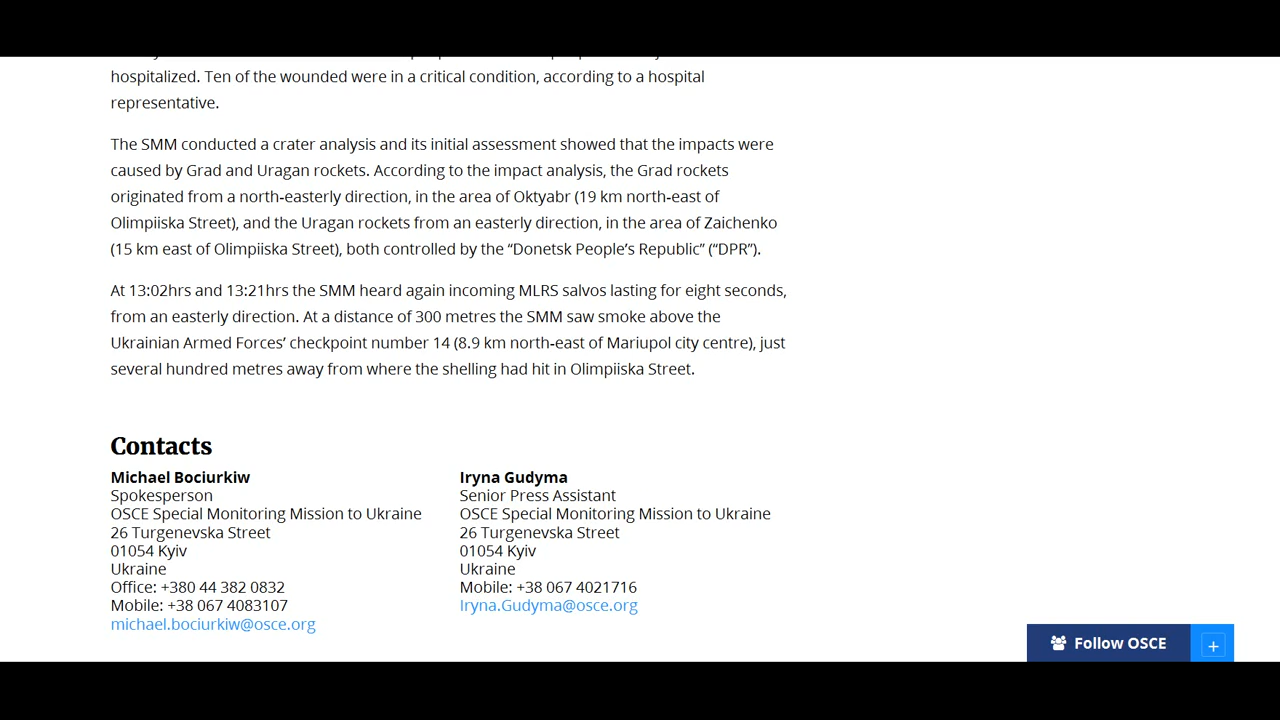 hospitalized. Ten of the wounded were in a critical condition, according to a hospital
representative.
The SMM conducted a crater analysis and its initial assessment showed that the impacts were
caused by Grad and Uragan rockets. According to the impact analysis, the Grad rockets
originated from a north-easterly direction, in the area of Oktyabr (19 km north-east of
Olimpiiska Street), and the Uragan rockets from an easterly direction, in the area of Zaichenko
(15 km east of Olimpiiska Street), both controlled by the “Donetsk People’s Republic” (“DPR”).
At 13:02hrs and 13:21hrs the SMM heard again incoming MLRS salvos lasting for eight seconds,
from an easterly direction. At a distance of 300 metres the SMM saw smoke above the
Ukrainian Armed Forces’ checkpoint number 14 (8.9 km north-east of Mariupol city centre), just
several hundred metres away from where the shelling had hit in Olimpiiska Street.
Contacts
Michael Bociurkiw
Spokesperson
OSCE Special Monitoring Mission to Ukraine
26 Turgenevska Street
01054 Kyiv
Ukraine
Office: +380 44 382 0832
Mobile: +38 067 4083107
michael.bociurkiw@osce.org
Iryna Gudyma
Senior Press Assistant
OSCE Special Monitoring Mission to Ukraine
26 Turgenevska Street
01054 Kyiv
Ukraine
Mobile: +38 067 4021716
Iryna.Gudyma@osce.org
Follow OSCE